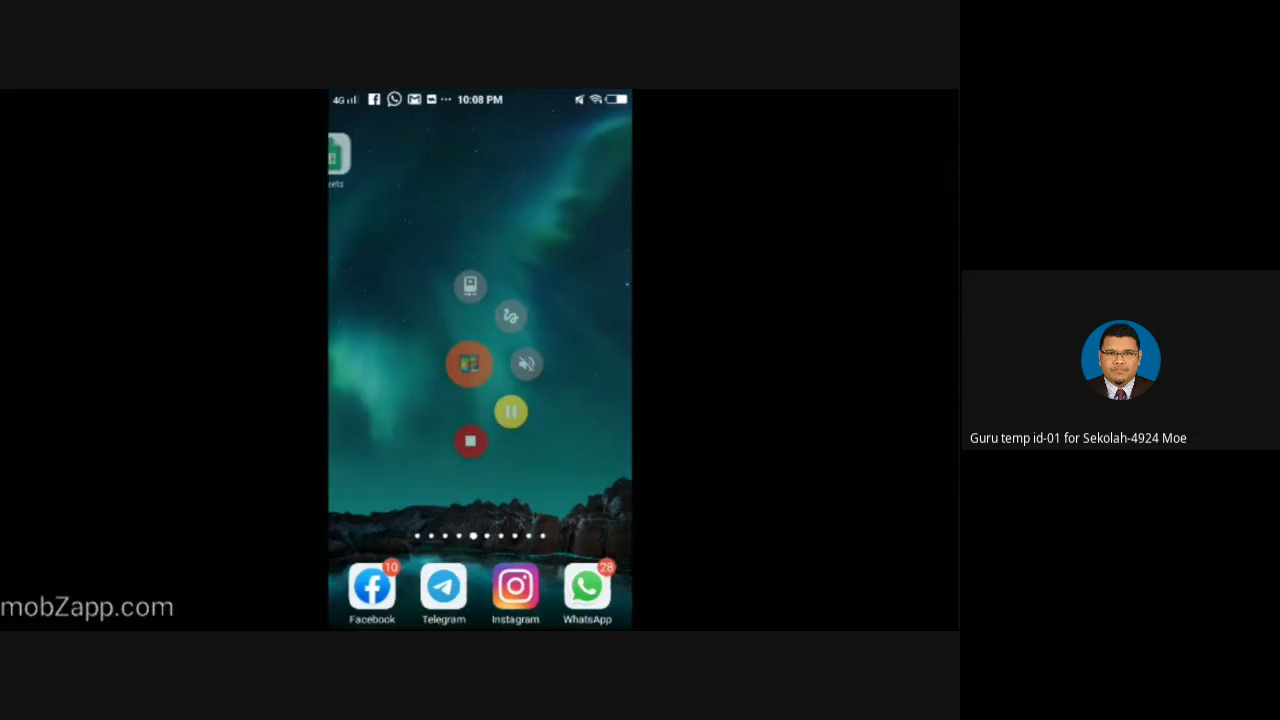 4G
10:08 PM
eets
Facebook
10
Telegram
Instagram
WhatsApp
28
mobZapp.com
Guru temp id-01 for Sekolah-4924 Moe